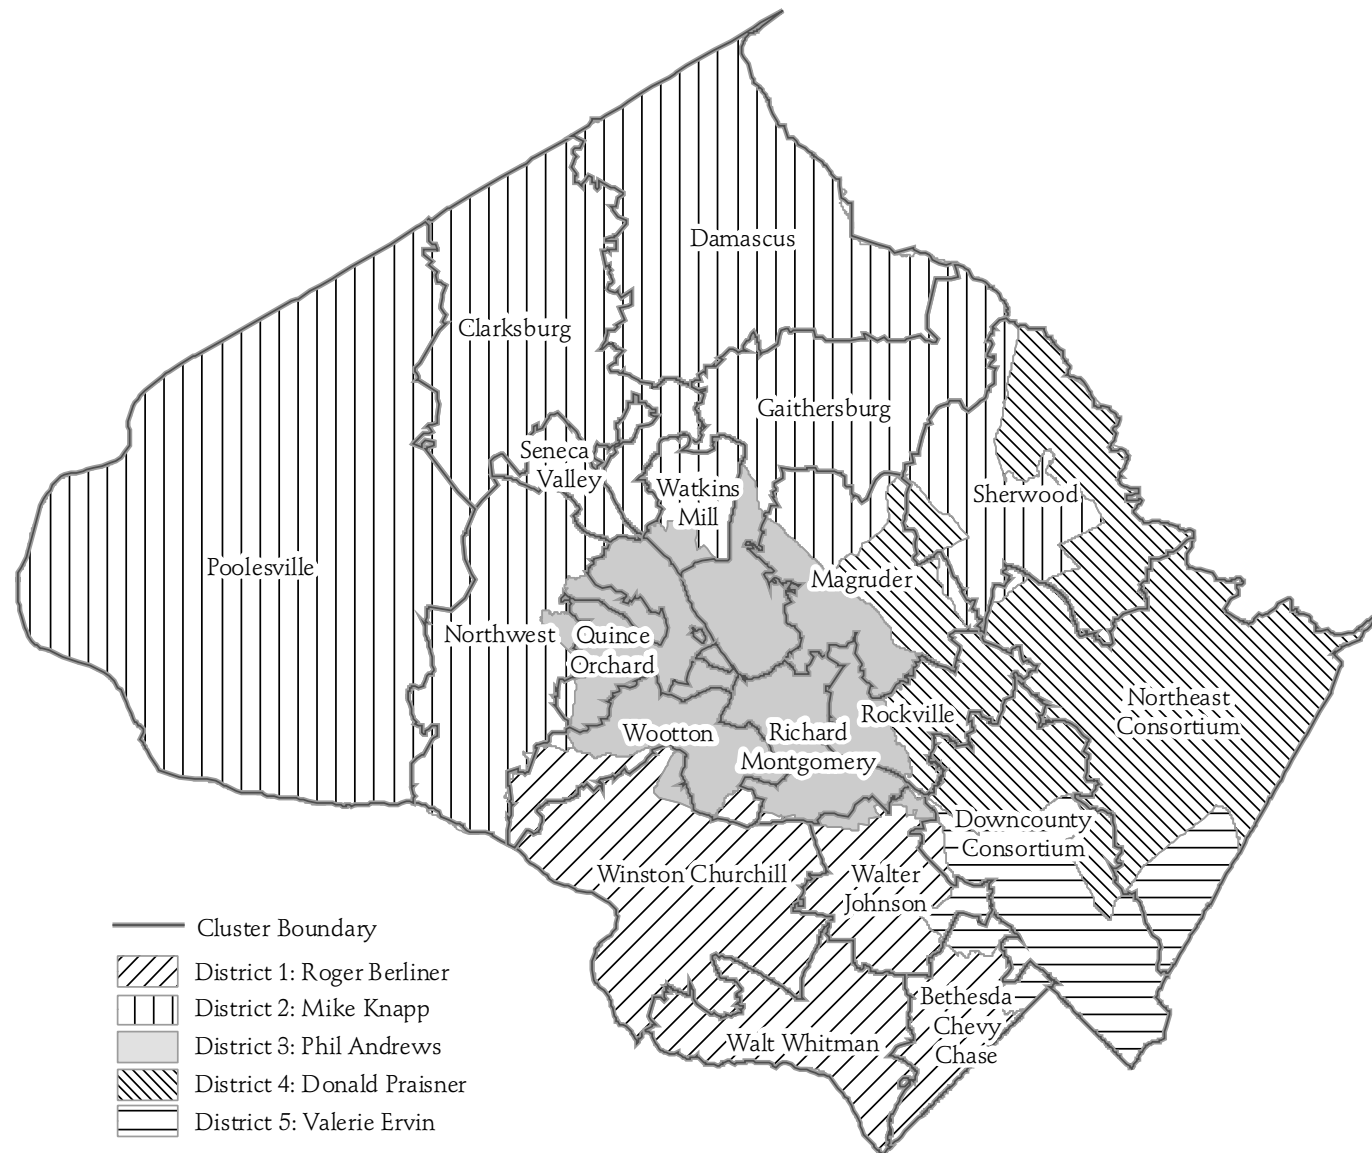 Damascus
Clarksburg
Gaithersburg
Seneca
Valley
Watkins
Mill
Sherwood
Poolesville
Magruder
Northwest
Quince
Orchard
Northeast
Consortium
Rockville
Wootton
Richard
Montgomery
Downcounty
Consortium
Winston Churchill
Walter
Johnson
Bethesda
Chevy
Chase
Walt Whitman
Cluster Boundary
District 1: Roger Berliner
District 2: Mike Knapp
District 3: Phil Andrews
District 4: Donald Praisner
District 5: Valerie Ervin